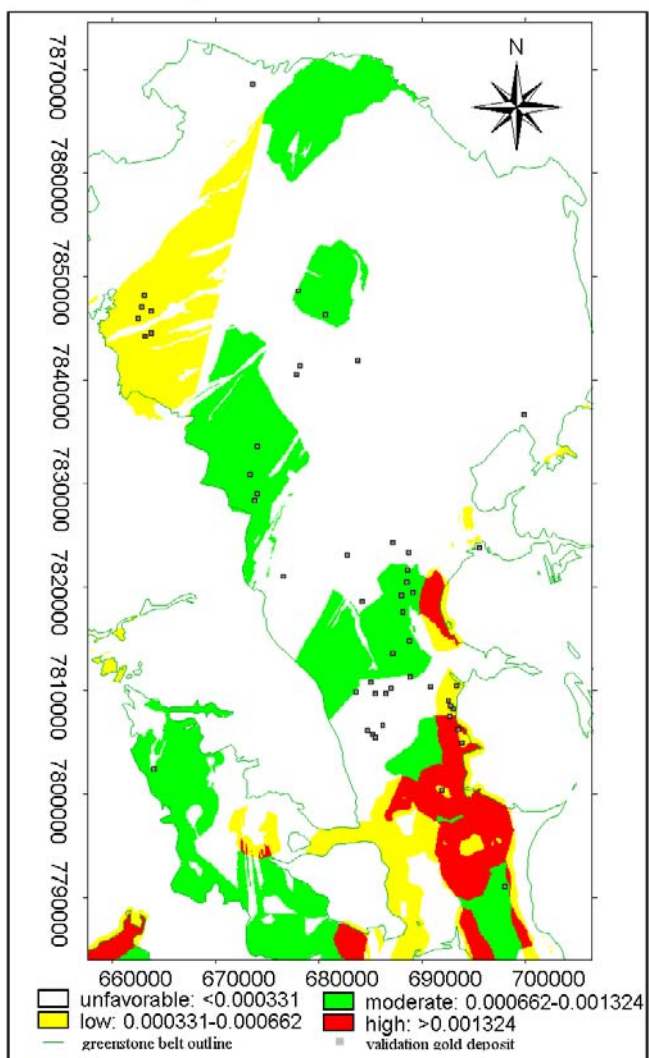 N
7870000
7860000
7850000
7840000
7830000
7820000
7810000
7800000
7790000
660000 670000 680000 690000 700000
unfavorable: <0.000331 moderate: 0.000662-0.001324
low: 0.000331-0.000662 high: >0.001324
greenstone belt outline validation gold deposit